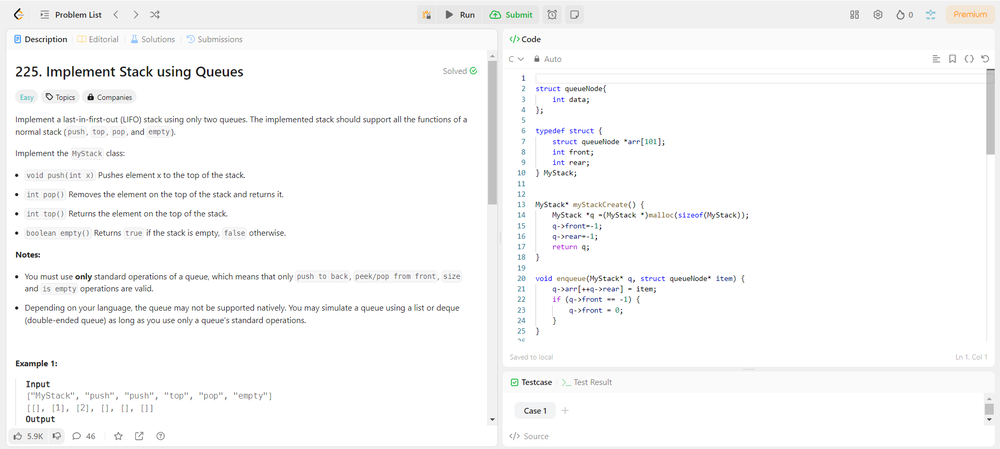 Problem List
Run
Submit
0
Premium
Description
Editorial
Solutions
Submissions
225. Implement Stack using Queues
Solved
Easy
Topics
Companies
Implement a last-in-first-out (LIFO) stack using only two queues. The implemented stack should support all the functions of a
normal stack (push, top, pop, and empty).
Implement the MyStack class:
• void push(int x) Pushes element x to the top of the stack.
• int pop() Removes the element on the top of the stack and returns it.
• int top() Returns the element on the top of the stack.
• boolean empty() Returns true if the stack is empty, false otherwise.
Notes:
• You must use only standard operations of a queue, which means that only push to back, peek/pop from front, size
and is empty operations are valid.
• Depending on your language, the queue may not be supported natively. You may simulate a queue using a list or deque
(double-ended queue) as long as you use only a queue's standard operations.
Example 1:
Input
["MyStack", "push", "push", "top", "pop", "empty"]
[[], [1], [2], [], [], []]
Output
5.9K
46
</> Code
C
Auto
1
2 struct queueNode{
3     int data;
4 };
5
6 typedef struct {
7     struct queueNode *arr[101];
8     int front;
9     int rear;
10 } MyStack;
11
12
13 MyStack* myStackCreate() {
14     MyStack *q =(MyStack *)malloc(sizeof(MyStack));
15     q->front=-1;
16     q->rear=-1;
17     return q;
18 }
19
20 void enqueue(MyStack* q, struct queueNode* item) {
21     q->arr[++q->rear] = item;
22     if (q->front == -1) {
23         q->front = 0;
24     }
25 }
26
Saved to local
Ln 1, Col 1
Testcase
Test Result
Case 1
</> Source